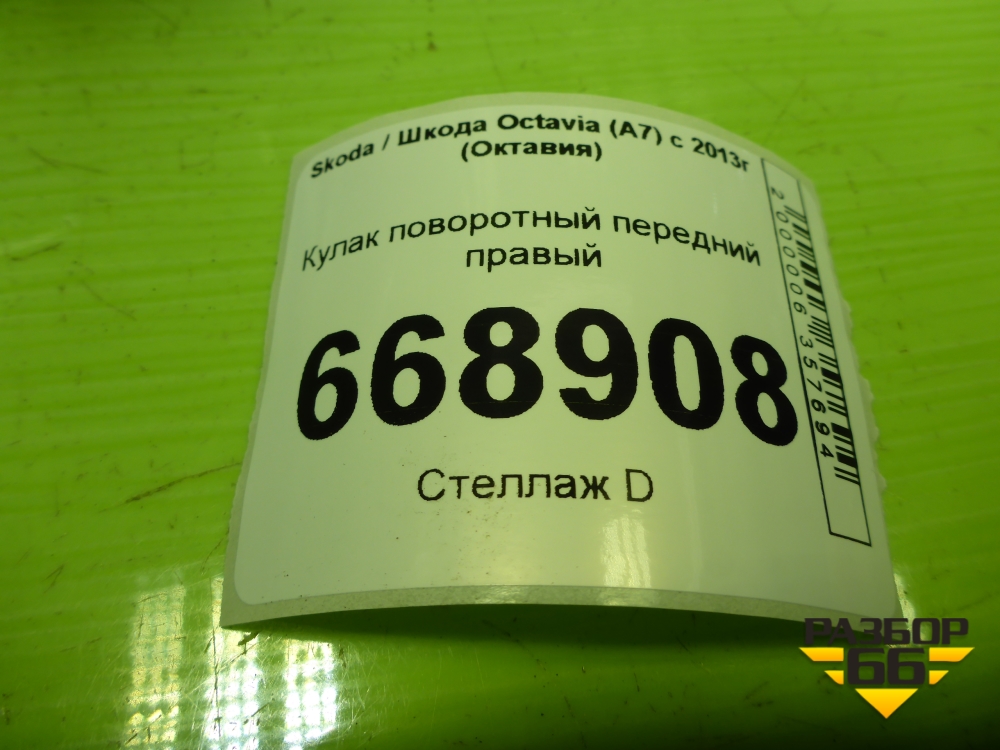 Skoda / Шкода Octavia (A7) с 2013г
(Октавия)
Кулак поворотный передний
правый
668908
Стеллаж D
2000006357694
РАЗБОР
66